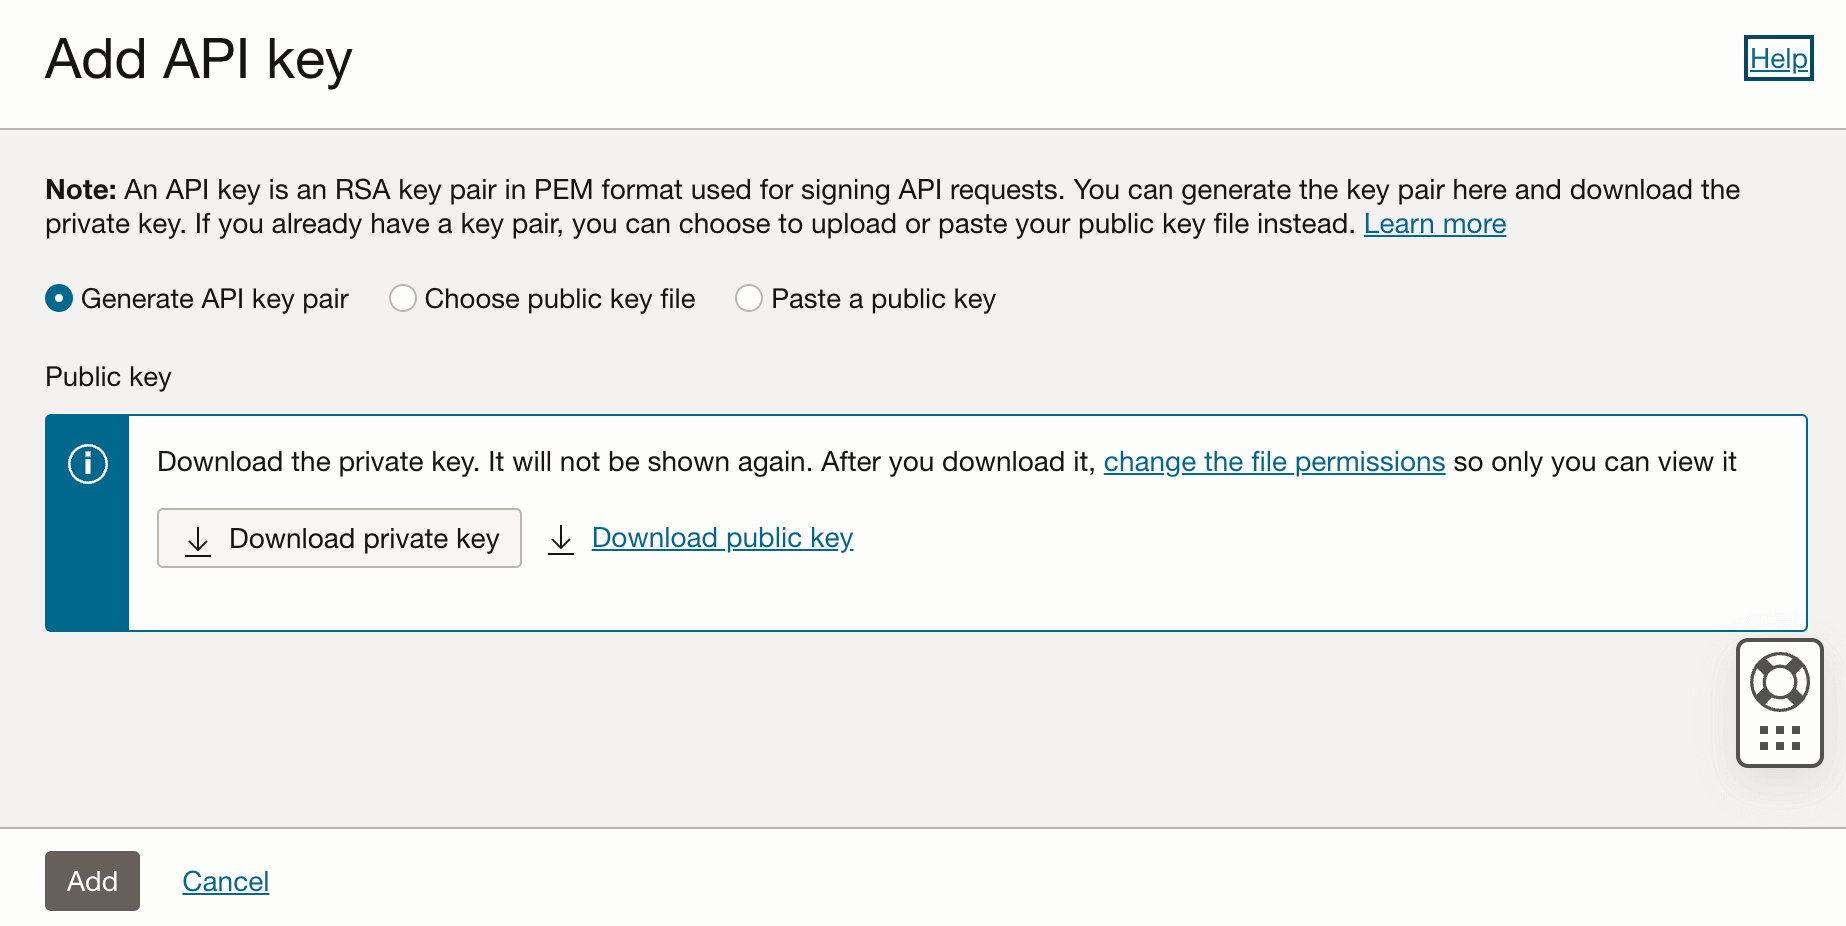 Add API key
Help
Note: An API key is an RSA key pair in PEM format used for signing API requests. You can generate the key pair here and download the
private key. If you already have a key pair, you can choose to upload or paste your public key file instead. Learn more
Generate API key pair Choose public key file Paste a public key
Public key
Download the private key. It will not be shown again. After you download it, change the file permissions so only you can view it
Download private key Download public key
Add Cancel